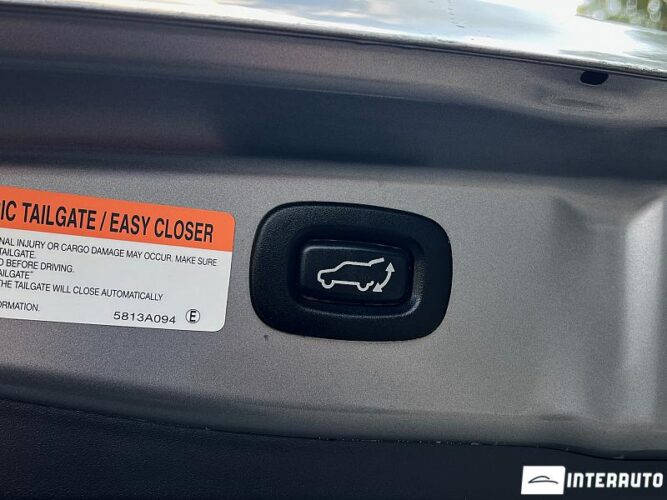 IC TAILGATE / EASY CLOSER
NAL INJURY OR CARGO DAMAGE MAY OCCUR. MAKE SURE
TAILGATE.
D BEFORE DRIVING.
AILGATE"
THE TAILGATE WILL CLOSE AUTOMATICALLY
ORMATION.
5813A094 E
INTERAUTO